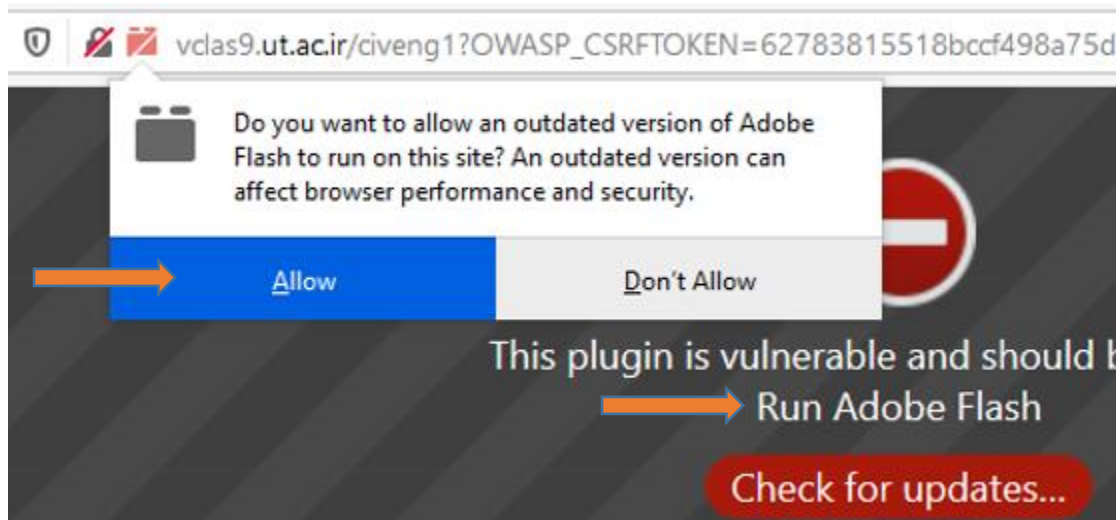 vclas9.ut.ac.ir/civeng1?OWASP_CSRFTOKEN=62783815518bccf498a75d
Do you want to allow an outdated version of Adobe
Flash to run on this site? An outdated version can
affect browser performance and security.
Allow
Don't Allow
This plugin is vulnerable and should
Run Adobe Flash
Check for updates...